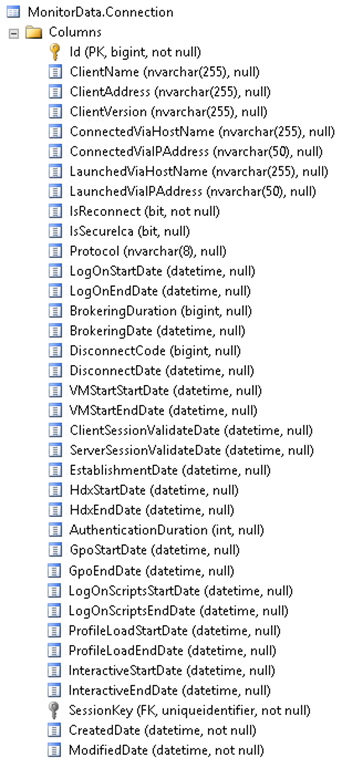 MonitorData.Connection
Columns
Id (PK, bigint, not null)
ClientName (nvarchar(255), null)
ClientAddress (nvarchar(255), null)
ClientVersion (nvarchar(255), null)
ConnectedViaHostName (nvarchar(255), null)
ConnectedViaIPAddress (nvarchar(50), null)
LaunchedViaHostName (nvarchar(255), null)
LaunchedViaIPAddress (nvarchar(50), null)
IsReconnect (bit, not null)
IsSecureIca (bit, null)
Protocol (nvarchar(8), null)
LogOnStartDate (datetime, null)
LogOnEndDate (datetime, null)
BrokeringDuration (bigint, null)
BrokeringDate (datetime, null)
DisconnectCode (bigint, null)
DisconnectDate (datetime, null)
VMStartStartDate (datetime, null)
VMStartEndDate (datetime, null)
ClientSessionValidateDate (datetime, null)
ServerSessionValidateDate (datetime, null)
EstablishmentDate (datetime, null)
HdxStartDate (datetime, null)
HdxEndDate (datetime, null)
AuthenticationDuration (int, null)
GpoStartDate (datetime, null)
GpoEndDate (datetime, null)
LogOnScriptsStartDate (datetime, null)
LogOnScriptsEndDate (datetime, null)
ProfileLoadStartDate (datetime, null)
ProfileLoadEndDate (datetime, null)
InteractiveStartDate (datetime, null)
InteractiveEndDate (datetime, null)
SessionKey (FK, uniqueidentifier, not null)
CreatedDate (datetime, not null)
ModifiedDate (datetime, not null)